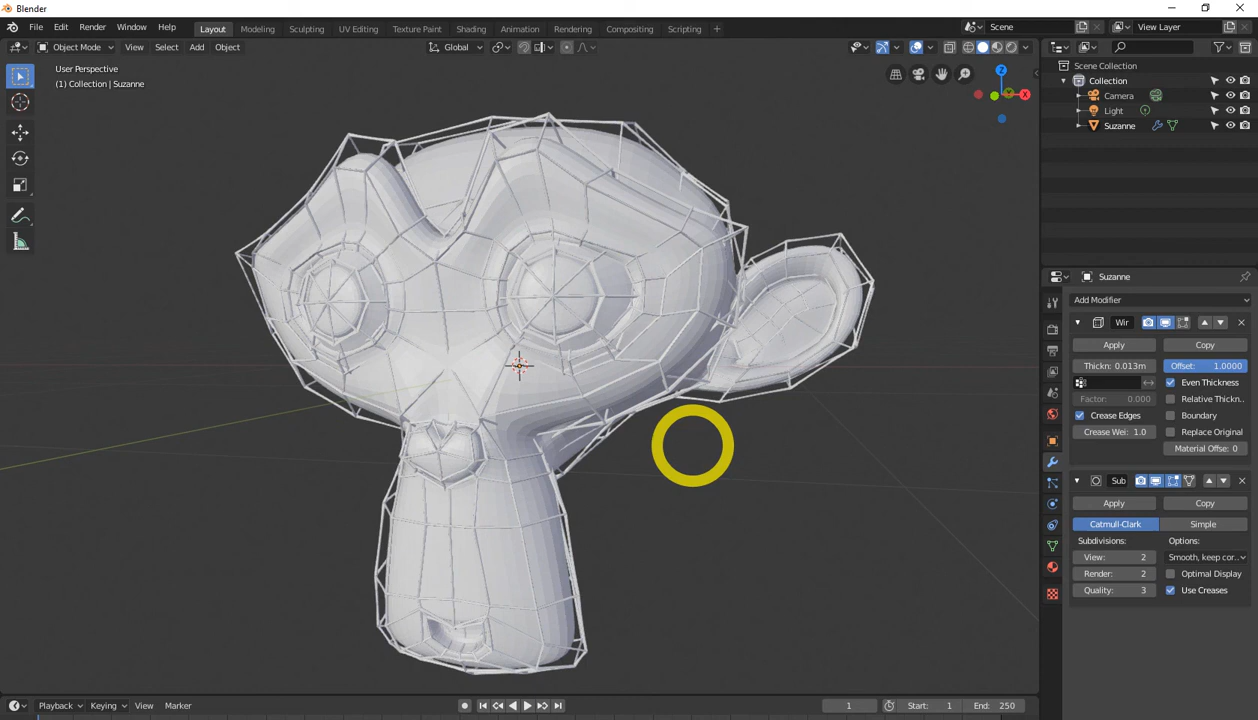 Blender
File Edit Render Window Help Layout Modeling Sculpting UV Editing Texture Paint Shading Animation Rendering Compositing Scripting + Scene View Layer
Object Mode View Select Add Object Global
User Perspective
(1) Collection | Suzanne
Z
X
Scene Collection
Collection
Camera
Light
Suzanne
Suzanne
Add Modifier
Wir
Apply Copy
Thickn: 0.013m Offset: 1.0000
Even Thickness
Factor: 0.000 Relative Thickn..
Crease Edges Boundary
Crease Wei: 1.0 Replace Original
Material Offse: 0
Sub
Apply Copy
Catmull-Clark Simple
Subdivisions: Options:
View: 2 Smooth, keep cor..
Render: 2 Optimal Display
Quality: 3 Use Creases
Playback Keying View Marker 1 Start: 1 End: 250